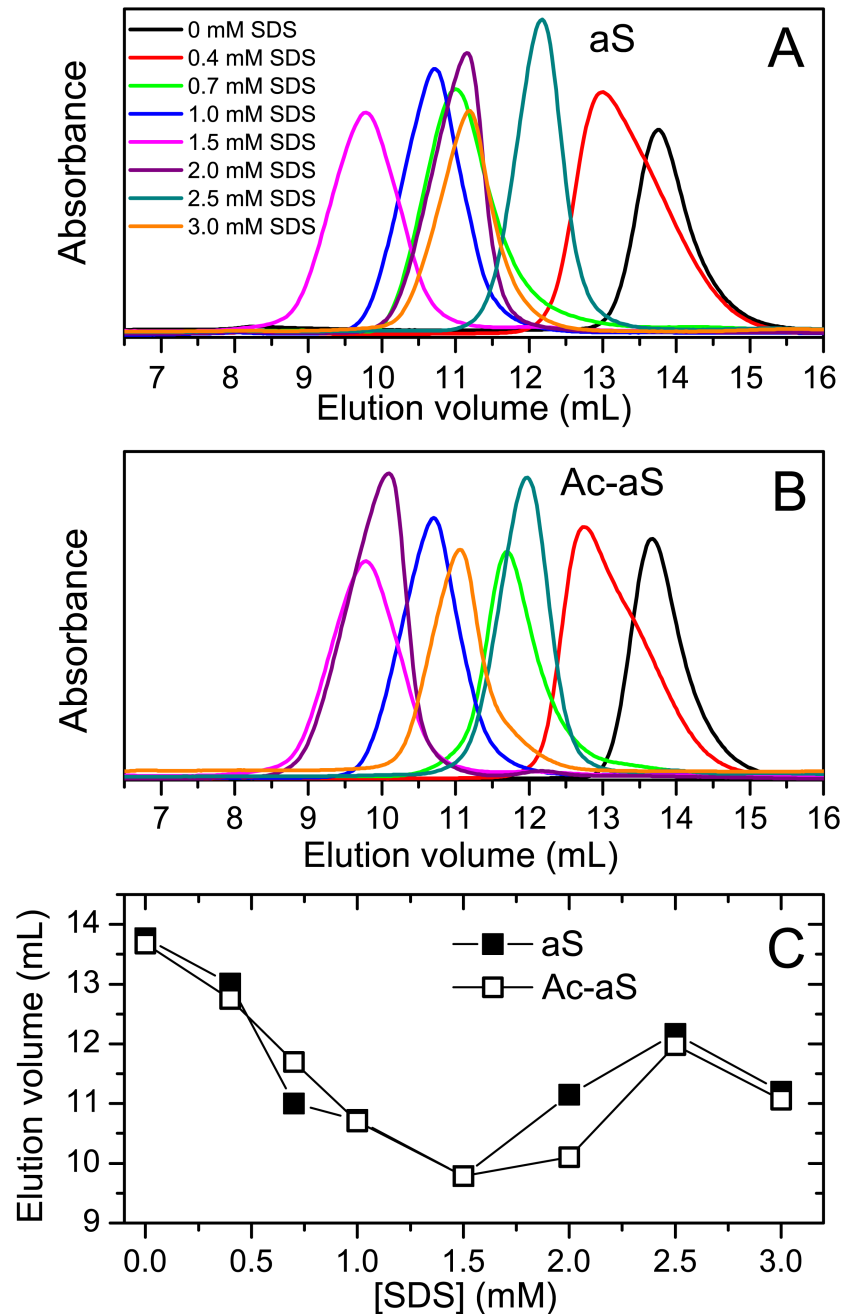 0 mM SDS
0.4 mM SDS
0.7 mM SDS
1.0 mM SDS
1.5 mM SDS
2.0 mM SDS
2.5 mM SDS
3.0 mM SDS
aS
A
Absorbance
7 8 9 10 11 12 13 14 15 16
Elution volume (mL)
Ac-aS
B
Absorbance
7 8 9 10 11 12 13 14 15 16
Elution volume (mL)
aS
Ac-aS
C
Elution volume (mL)
14
13
12
11
10
9
0.0 0.5 1.0 1.5 2.0 2.5 3.0
[SDS] (mM)